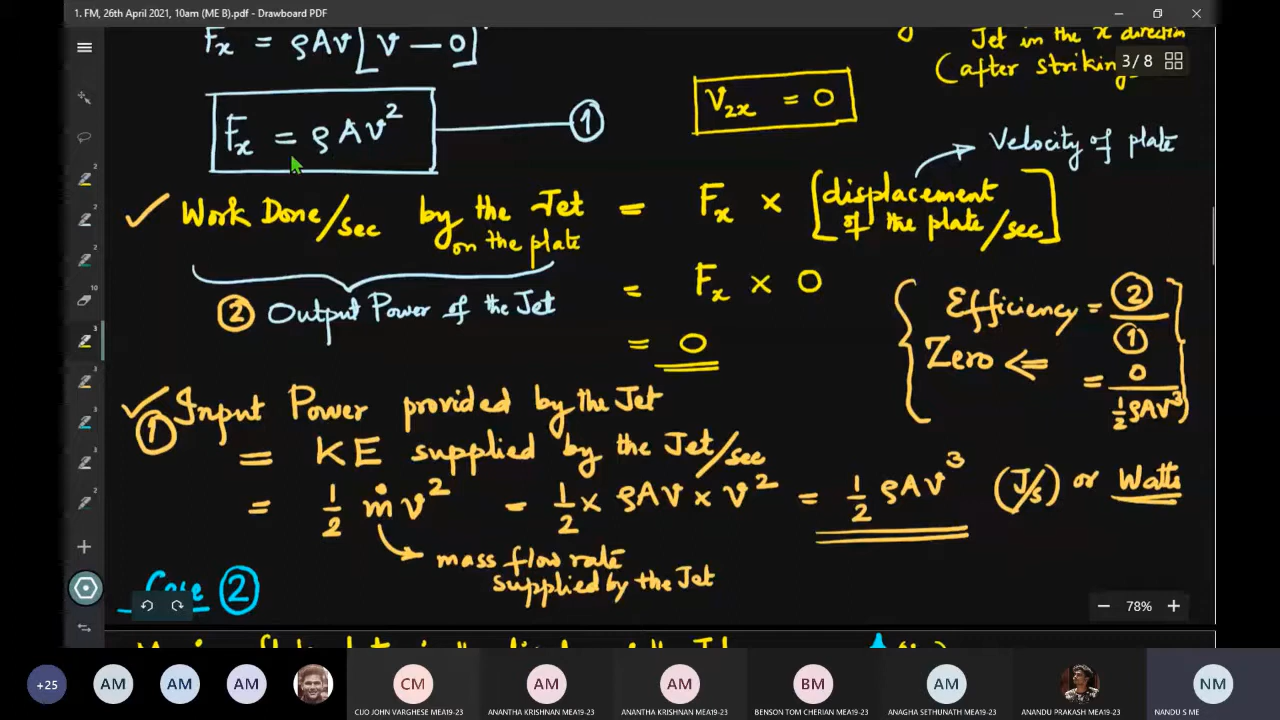 1. FM, 26th April 2021, 10am (ME B).pdf - Drawboard PDF
Fx = ρAv[v - 0]
Jet in the x direction
(after striking
3 / 8
Fx = ρAv² ①
V2x = 0
Velocity of plate
Work Done/sec by the Jet on the plate = Fx × [displacement of the plate/sec]
② Output Power of the Jet
= Fx × 0
= 0
Efficiency = ②/①
Zero <= = 0/(½ρAv³)
① Input Power provided by the Jet
= KE supplied by the Jet/sec
= 1/2 ṁv² - 1/2 × ρAv × v² = 1/2 ρAv³ (J/s) or Watts
mass flow rate
supplied by the Jet
Case ②
78%
+25
AM
AM
AM
CM
AM
AM
BM
AM
NM
CIJO JOHN VARGHESE MEA19-23
ANANTHA KRISHNAN MEA19-23
ANANTHA KRISHNAN MEA19-23
BENSON TOM CHERIAN MEA19-23
ANAGHA SETHUNATH MEA19-23
ANANDU PRAKASH MEA19-23
NANDU S ME